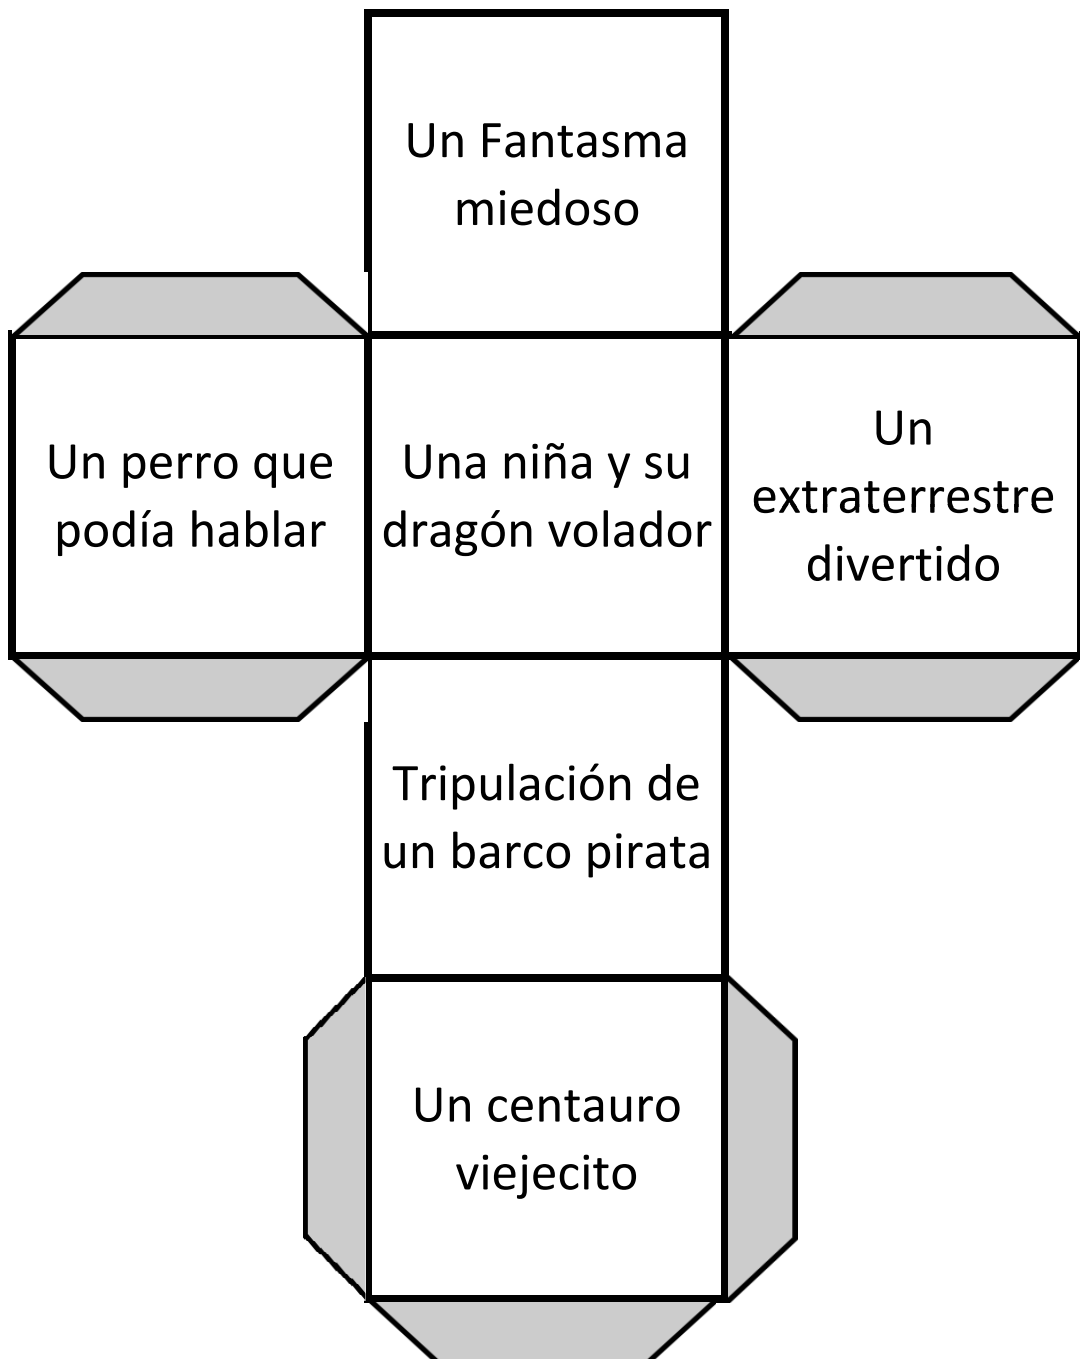 Un Fantasma
miedoso
Un perro que
podía hablar
Una niña y su
dragón volador
Un
extraterrestre
divertido
Tripulación de
un barco pirata
Un centauro
viejecito